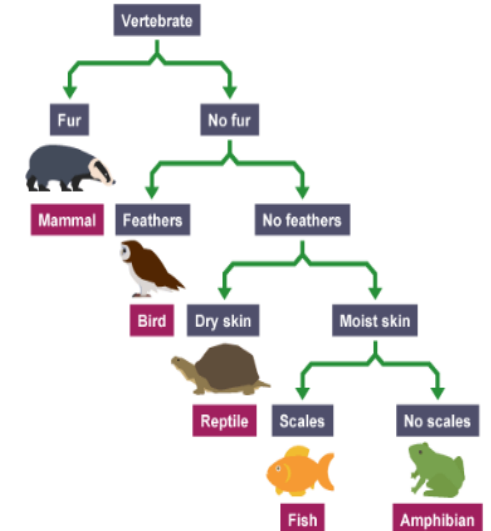 Vertebrate
Fur
No fur
Mammal
Feathers
No feathers
Bird
Dry skin
Moist skin
Reptile
Scales
No scales
Fish
Amphibian